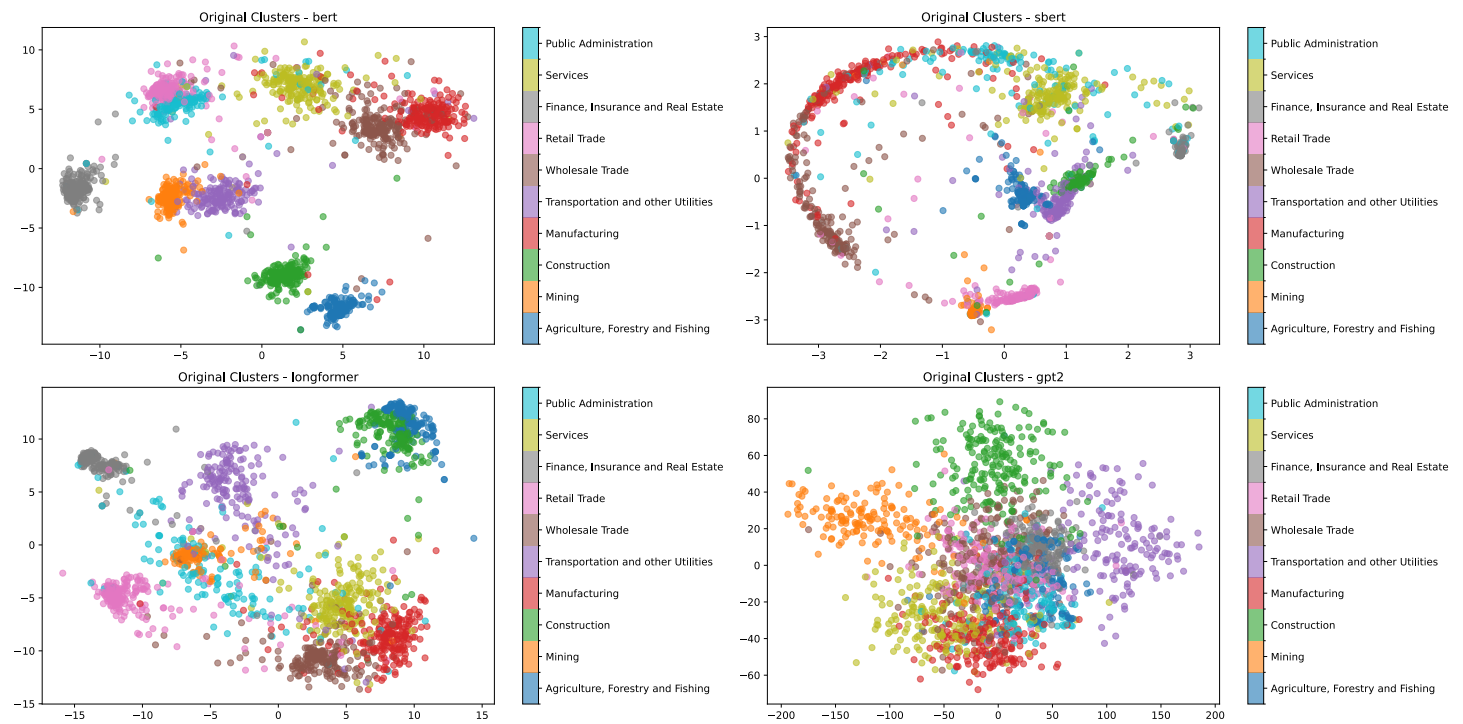 Original Clusters - bert
10
5
0
−5
−10
−10
−5
0
5
10
Public Administration
Services
Finance, Insurance and Real Estate
Retail Trade
Wholesale Trade
Transportation and other Utilities
Manufacturing
Construction
Mining
Agriculture, Forestry and Fishing
Original Clusters - sbert
3
2
1
0
−1
−2
−3
−3
−2
−1
0
1
2
3
Public Administration
Services
Finance, Insurance and Real Estate
Retail Trade
Wholesale Trade
Transportation and other Utilities
Manufacturing
Construction
Mining
Agriculture, Forestry and Fishing
Original Clusters - longformer
10
5
0
−5
−10
−15
−15
−10
−5
0
5
10
15
Public Administration
Services
Finance, Insurance and Real Estate
Retail Trade
Wholesale Trade
Transportation and other Utilities
Manufacturing
Construction
Mining
Agriculture, Forestry and Fishing
Original Clusters - gpt2
80
60
40
20
0
−20
−40
−60
−200
−150
−100
−50
0
50
100
150
200
Public Administration
Services
Finance, Insurance and Real Estate
Retail Trade
Wholesale Trade
Transportation and other Utilities
Manufacturing
Construction
Mining
Agriculture, Forestry and Fishing